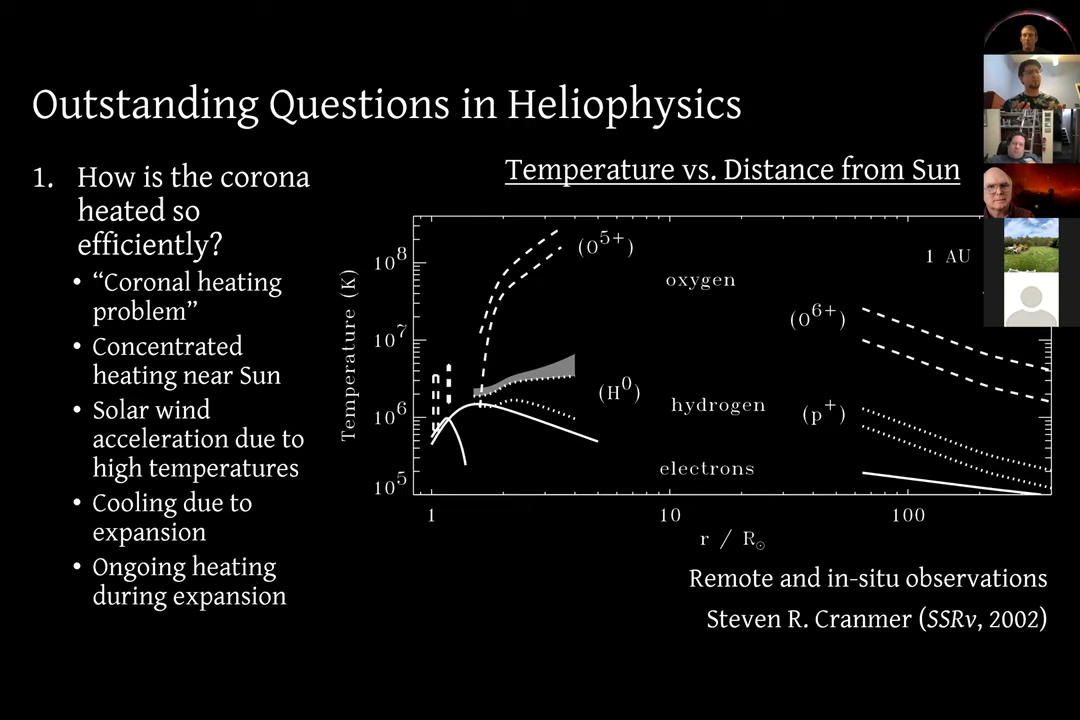 Outstanding Questions in Heliophysics
1. How is the corona
heated so
efficiently?
• “Coronal heating
problem”
• Concentrated
heating near Sun
• Solar wind
acceleration due to
high temperatures
• Cooling due to
expansion
• Ongoing heating
during expansion
Temperature vs. Distance from Sun
Temperature (K)
10^8
10^7
10^6
10^5
(O^5+)
oxygen
1 AU
(O^6+)
(H^0)
hydrogen
(p^+)
electrons
1
10
100
r / R☉
Remote and in-situ observations
Steven R. Cranmer (SSRv, 2002)